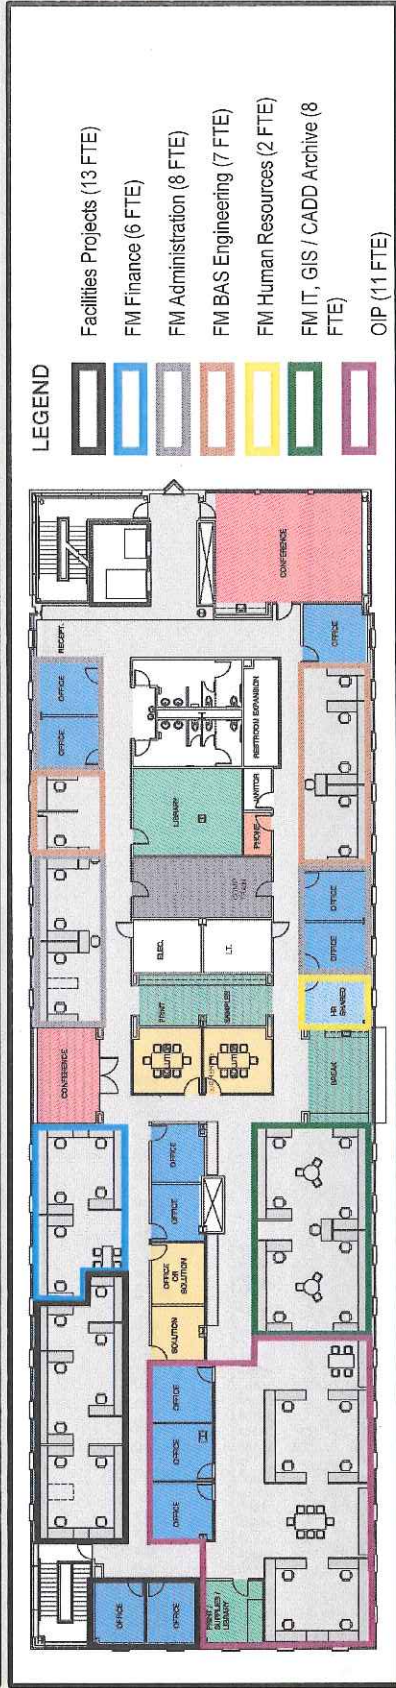 LEGEND
Facilities Projects (13 FTE)
FM Finance (6 FTE)
FM Administration (8 FTE)
FM BAS Engineering (7 FTE)
FM Human Resources (2 FTE)
FM IT, GIS / CADD Archive (8
FTE)
OIP (11 FTE)
RECEPT.
OFFICE
OFFICE
CONFERENCE
OFFICE
RESTROOM EXPANSION
LIBRARY
JANITOR
PHONE
ELEC.
I.T.
OFFICE
OFFICE
HR
SHARED
PRINT
SAMPLES
BREAK
CONFERENCE
OFFICE
OFFICE
OFFICE
OR
SOLUTION
SOLUTION
OFFICE
OFFICE
OFFICE
OFFICE
OFFICE
PRINT /
SUPPLIES /
LIBRARY